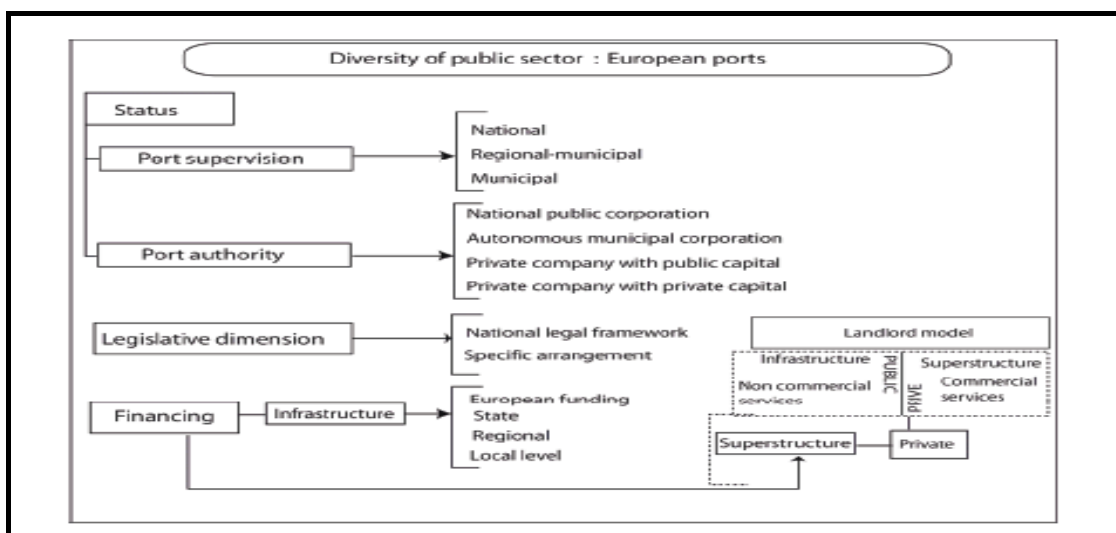 Diversity of public sector : European ports
Status
Port supervision
National
Regional-municipal
Municipal
Port authority
National public corporation
Autonomous municipal corporation
Private company with public capital
Private company with private capital
Legislative dimension
National legal framework
Specific arrangement
Landlord model
Infrastructure
Non commercial
services
PUBLIC
PRIVE
Superstructure
Commercial
services
Financing
Infrastructure
European funding
State
Regional
Local level
Superstructure
Private